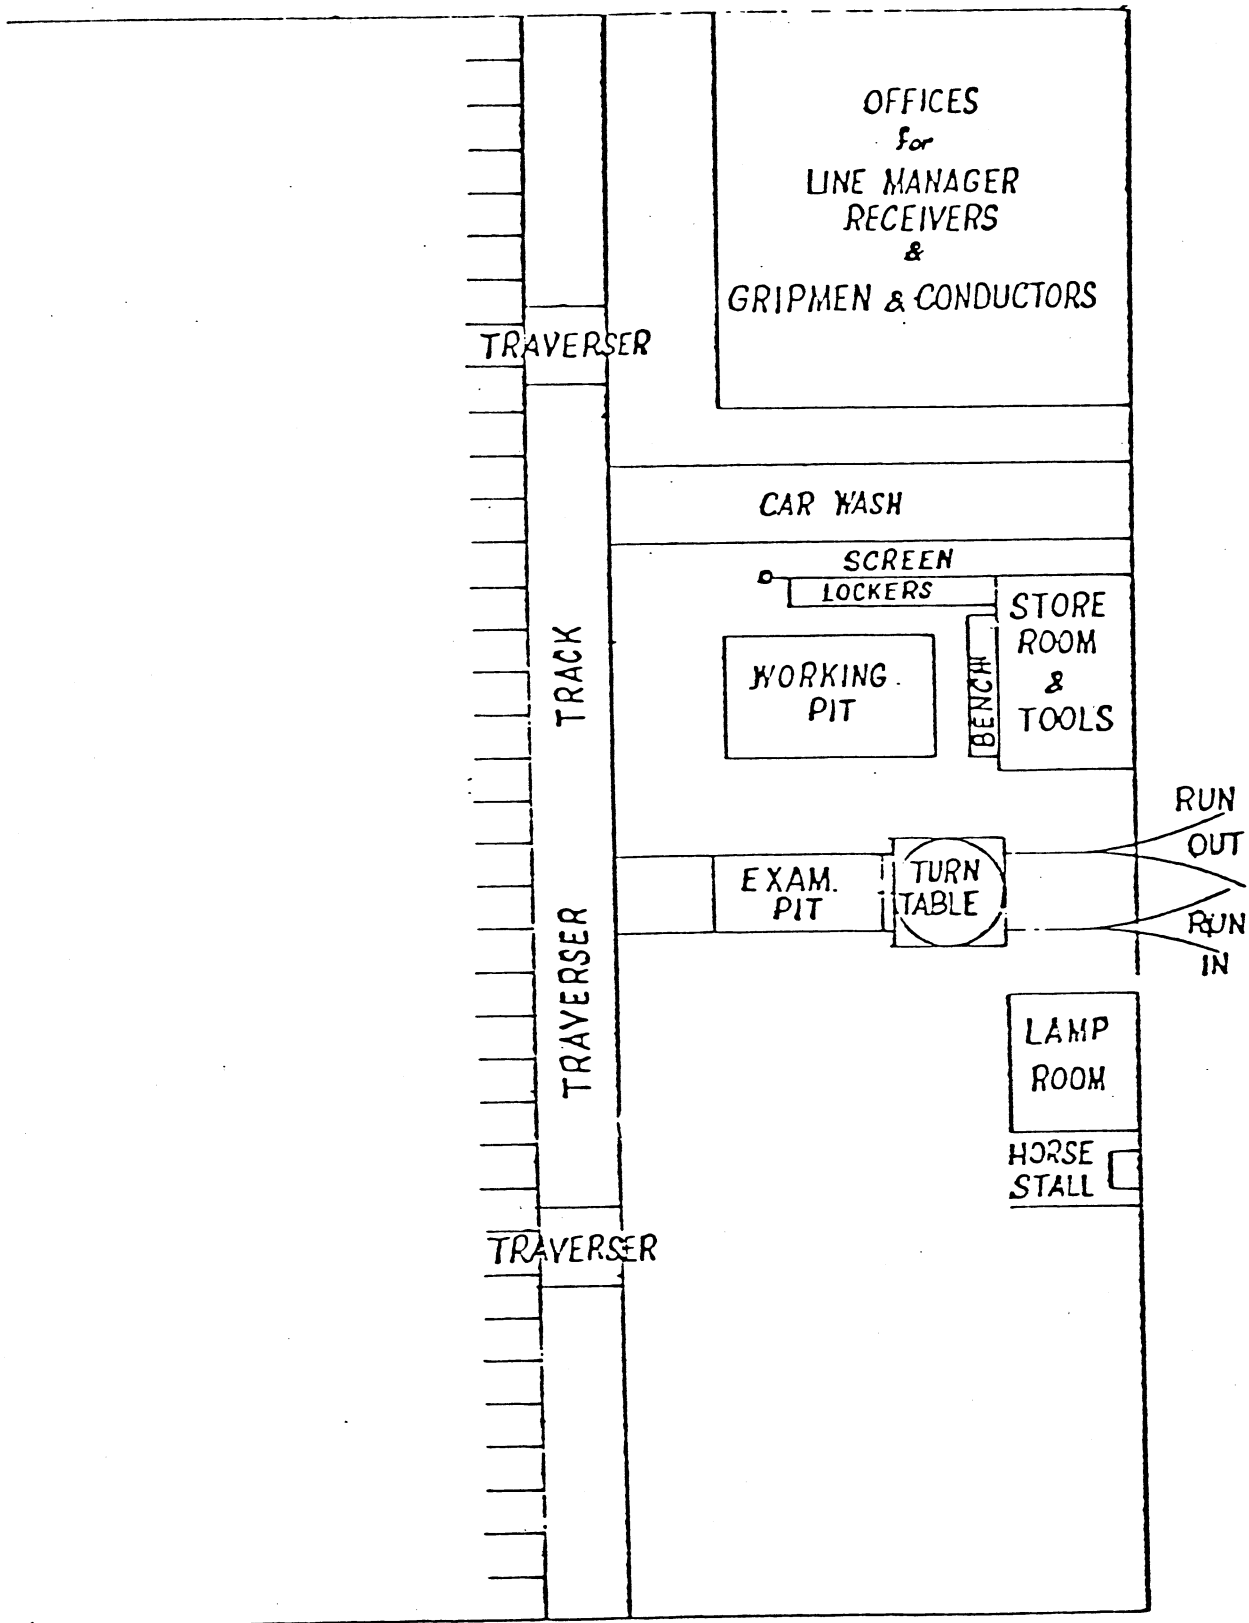 OFFICES
for
LINE MANAGER
RECEIVERS
&
GRIPMEN & CONDUCTORS
TRAVERSER
CAR WASH
SCREEN
LOCKERS
STORE
ROOM
&
TOOLS
BENCH
WORKING
PIT
TRAVERSER TRACK
RUN
OUT
EXAM.
PIT
TURN
TABLE
RUN
IN
LAMP
ROOM
HORSE
STALL
TRAVERSER